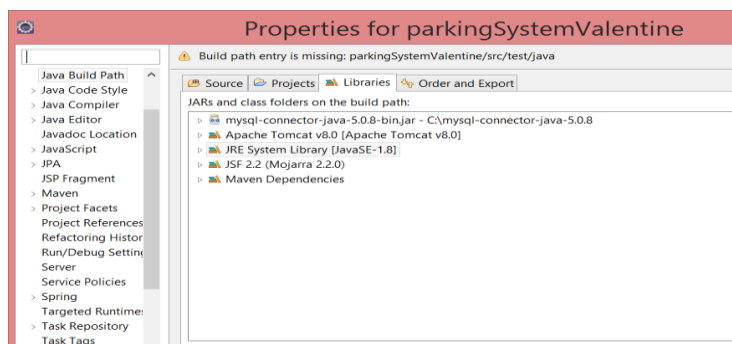 Properties for parkingSystemValentine
Build path entry is missing: parkingSystemValentine/src/test/java
Java Build Path
Java Code Style
Java Compiler
Java Editor
Javadoc Location
JavaScript
JPA
JSP Fragment
Maven
Project Facets
Project References
Refactoring Histor
Run/Debug Setting
Server
Service Policies
Spring
Targeted Runtime
Task Repository
Task Tags
Source Projects Libraries Order and Export
JARs and class folders on the build path:
mysql-connector-java-5.0.8-bin.jar - C:\mysql-connector-java-5.0.8
Apache Tomcat v8.0 [Apache Tomcat v8.0]
JRE System Library [JavaSE-1.8]
JSF 2.2 (Mojarra 2.2.0)
Maven Dependencies